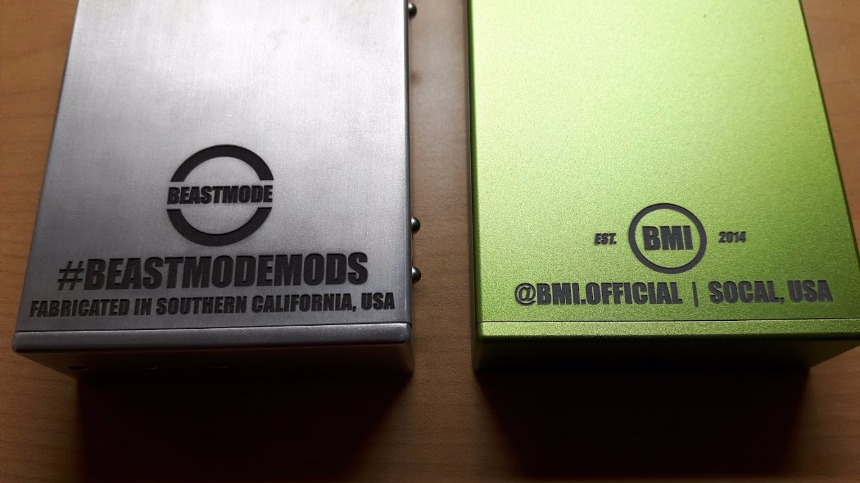 BEASTMODE
#BEASTMODEMODS
FABRICATED IN SOUTHERN CALIFORNIA, USA
EST. BMI 2014
@BMI.OFFICIAL | SOCAL, USA